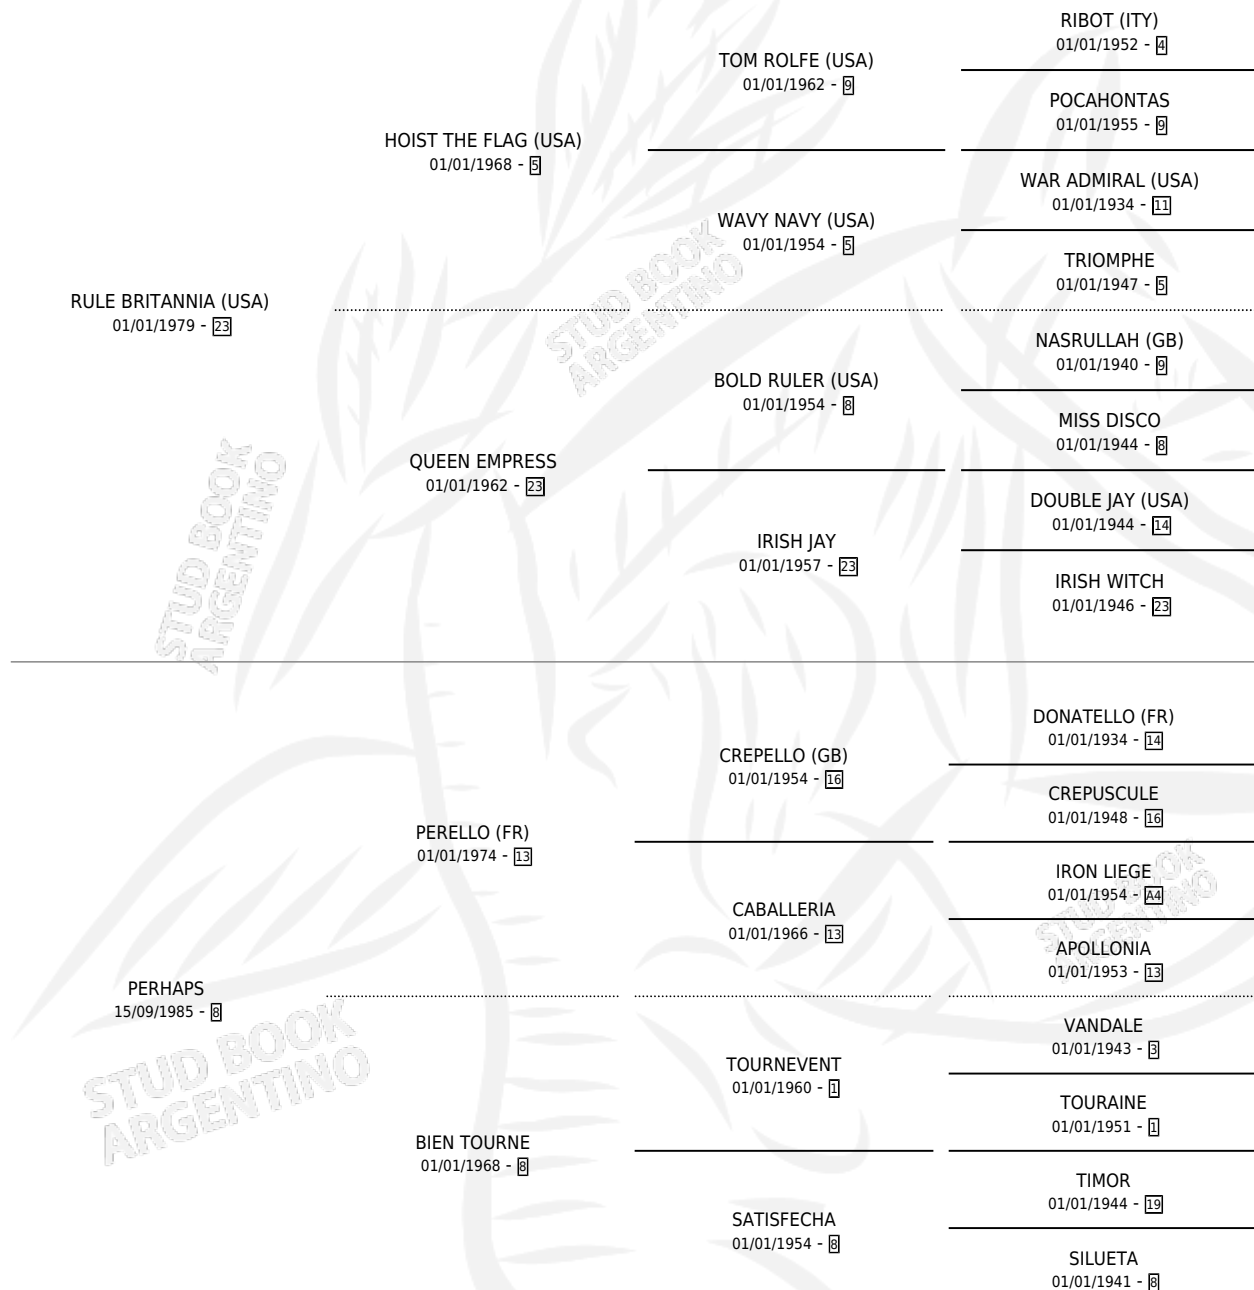 RIBOT (ITY)
01/01/1952 - 4
TOM ROLFE (USA)
01/01/1962 - 9
POCAHONTAS
01/01/1955 - 9
HOIST THE FLAG (USA)
01/01/1968 - 5
WAR ADMIRAL (USA)
01/01/1934 - 11
WAVY NAVY (USA)
01/01/1954 - 5
TRIOMPHE
01/01/1947 - 5
RULE BRITANNIA (USA)
01/01/1979 - 23
NASRULLAH (GB)
01/01/1940 - 9
BOLD RULER (USA)
01/01/1954 - 8
MISS DISCO
01/01/1944 - 8
QUEEN EMPRESS
01/01/1962 - 23
DOUBLE JAY (USA)
01/01/1944 - 14
IRISH JAY
01/01/1957 - 23
IRISH WITCH
01/01/1946 - 23
DONATELLO (FR)
01/01/1934 - 14
CREPELLO (GB)
01/01/1954 - 16
CREPUSCULE
01/01/1948 - 16
PERELLO (FR)
01/01/1974 - 13
IRON LIEGE
01/01/1954 - A4
CABALLERIA
01/01/1966 - 13
APOLLONIA
01/01/1953 - 13
PERHAPS
15/09/1985 - 8
VANDALE
01/01/1943 - 3
TOURNEVENT
01/01/1960 - 1
TOURAINE
01/01/1951 - 1
BIEN TOURNE
01/01/1968 - 8
TIMOR
01/01/1944 - 19
SATISFECHA
01/01/1954 - 8
SILUETA
01/01/1941 - 8
STUD BOOK
ARGENTINO
STUD BOOK
ARGENTINO
STUD BOOK
ARGENTINO
STUD BOOK
ARGENTINO